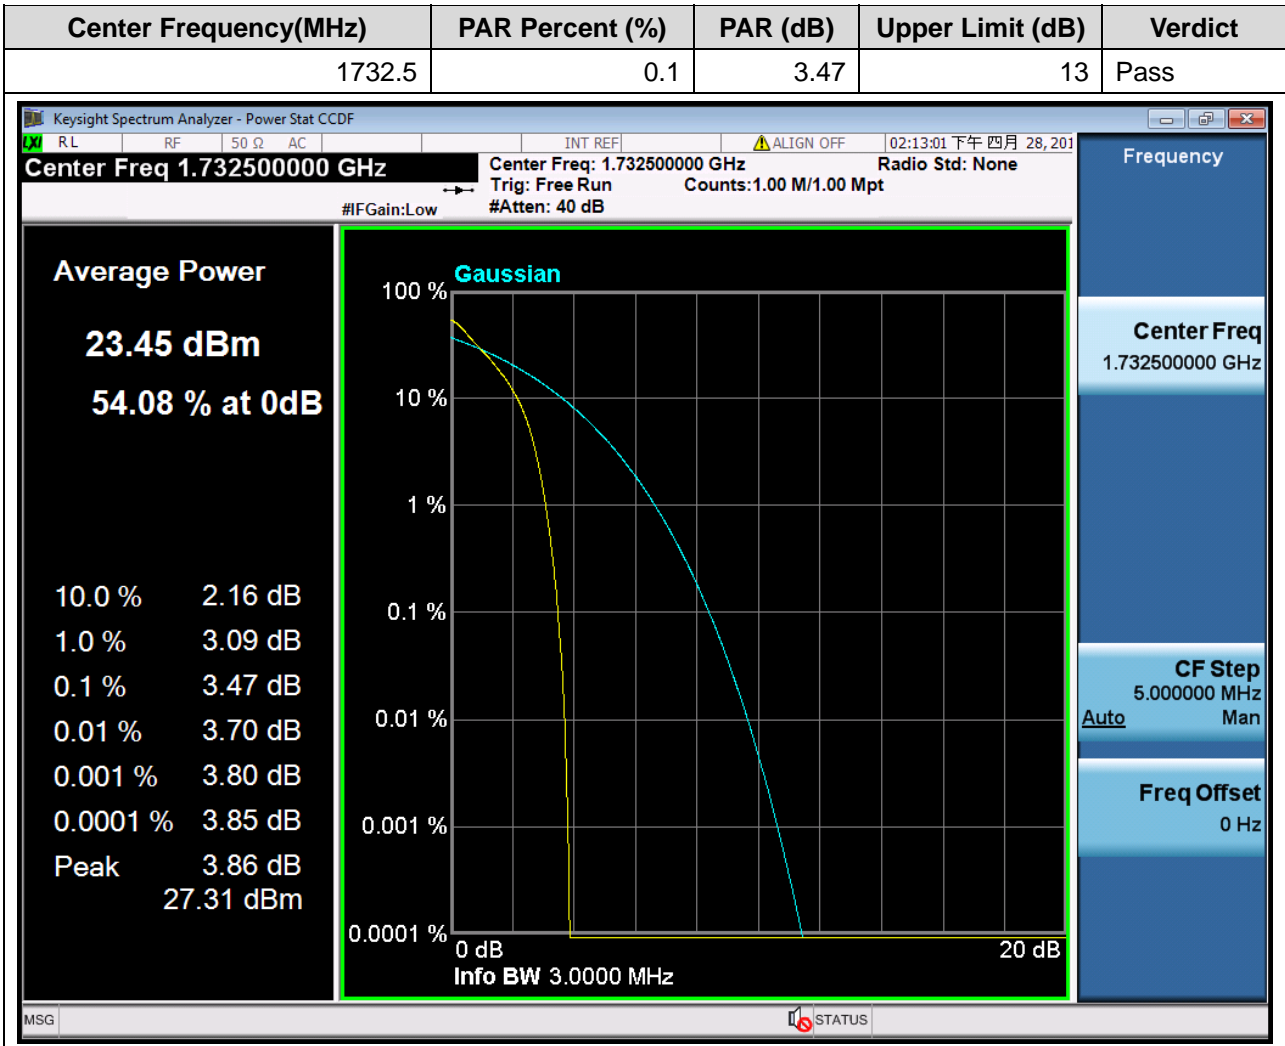 Center Frequency(MHz) PAR Percent (%) PAR (dB) Upper Limit (dB) Verdict
1732.5 0.1 3.47 13 Pass
Keysight Spectrum Analyzer - Power Stat CCDF
LXI RL RF 50 Ω AC INT REF ALIGN OFF 02:13:01 下午 四月 28, 201
Center Freq 1.732500000 GHz
Center Freq: 1.732500000 GHz Radio Std: None
Trig: Free Run Counts:1.00 M/1.00 Mpt
#IFGain:Low #Atten: 40 dB
Average Power
23.45 dBm
54.08 % at 0dB
10.0 % 2.16 dB
1.0 % 3.09 dB
0.1 % 3.47 dB
0.01 % 3.70 dB
0.001 % 3.80 dB
0.0001 % 3.85 dB
Peak 3.86 dB
27.31 dBm
Gaussian
100 %
10 %
1 %
0.1 %
0.01 %
0.001 %
0.0001 %
0 dB 20 dB
Info BW 3.0000 MHz
Frequency
Center Freq
1.732500000 GHz
CF Step
5.000000 MHz
Auto Man
Freq Offset
0 Hz
MSG STATUS